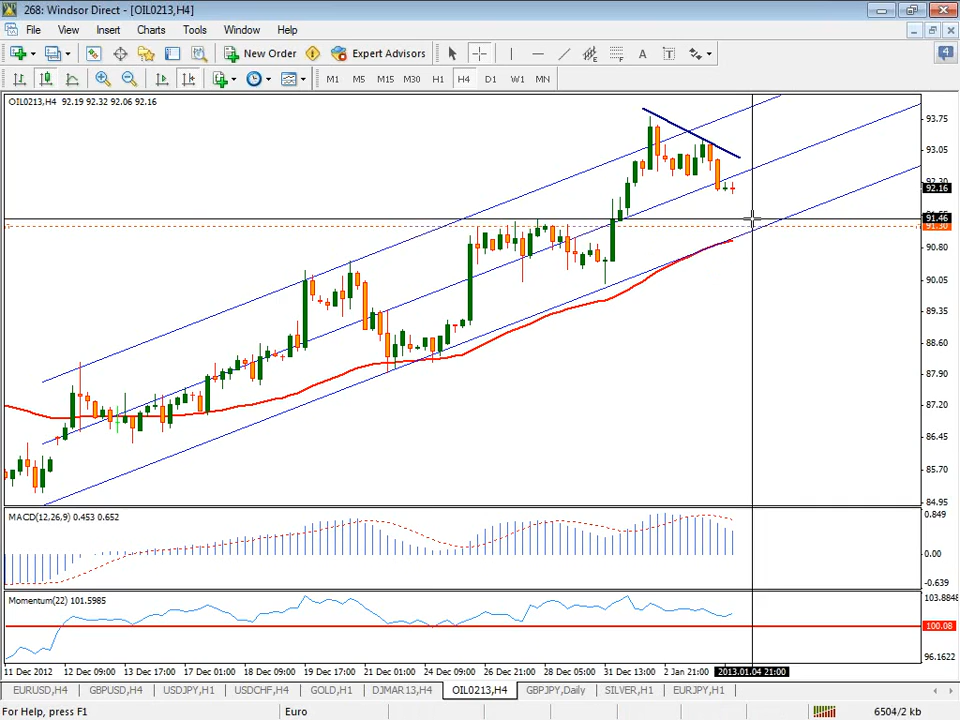 268: Windsor Direct - [OIL0213,H4]
File View Insert Charts Tools Window Help
New Order Expert Advisors A T 4
M1 M5 M15 M30 H1 H4 D1 W1 MN
OIL0213,H4 92.19 92.32 92.06 92.16
93.75
93.05
92.30
92.16
91.46
91.30
90.80
90.05
89.35
88.60
87.90
87.20
86.45
85.70
84.95
MACD(12,26,9) 0.453 0.652
0.849
0.00
-0.639
Momentum(22) 101.5985
103.8848
100.08
96.1622
11 Dec 2012 12 Dec 09:00 13 Dec 17:00 17 Dec 01:00 18 Dec 09:00 19 Dec 17:00 21 Dec 01:00 24 Dec 09:00 26 Dec 21:00 28 Dec 05:00 31 Dec 13:00 2 Jan 21:00 2013.01.04 21:00
EURUSD,H4 GBPUSD,H4 USDJPY,H1 USDCHF,H4 GOLD,H1 DJMAR13,H4 OIL0213,H4 GBPJPY,Daily SILVER,H1 EURJPY,H1
For Help, press F1 Euro 6504/2 kb